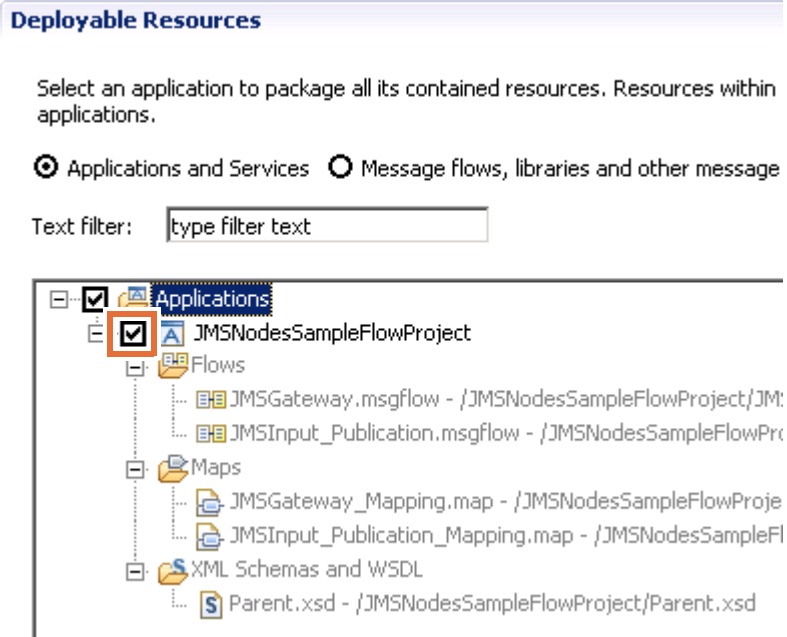 Deployable Resources
Select an application to package all its contained resources. Resources within
applications.
Applications and Services Message flows, libraries and other message
Text filter: type filter text
Applications
JMSNodesSampleFlowProject
Flows
JMSGateway.msgflow - /JMSNodesSampleFlowProject/JM
JMSInput_Publication.msgflow - /JMSNodesSampleFlowPro
Maps
JMSGateway_Mapping.map - /JMSNodesSampleFlowProje
JMSInput_Publication_Mapping.map - /JMSNodesSampleFl
XML Schemas and WSDL
Parent.xsd - /JMSNodesSampleFlowProject/Parent.xsd